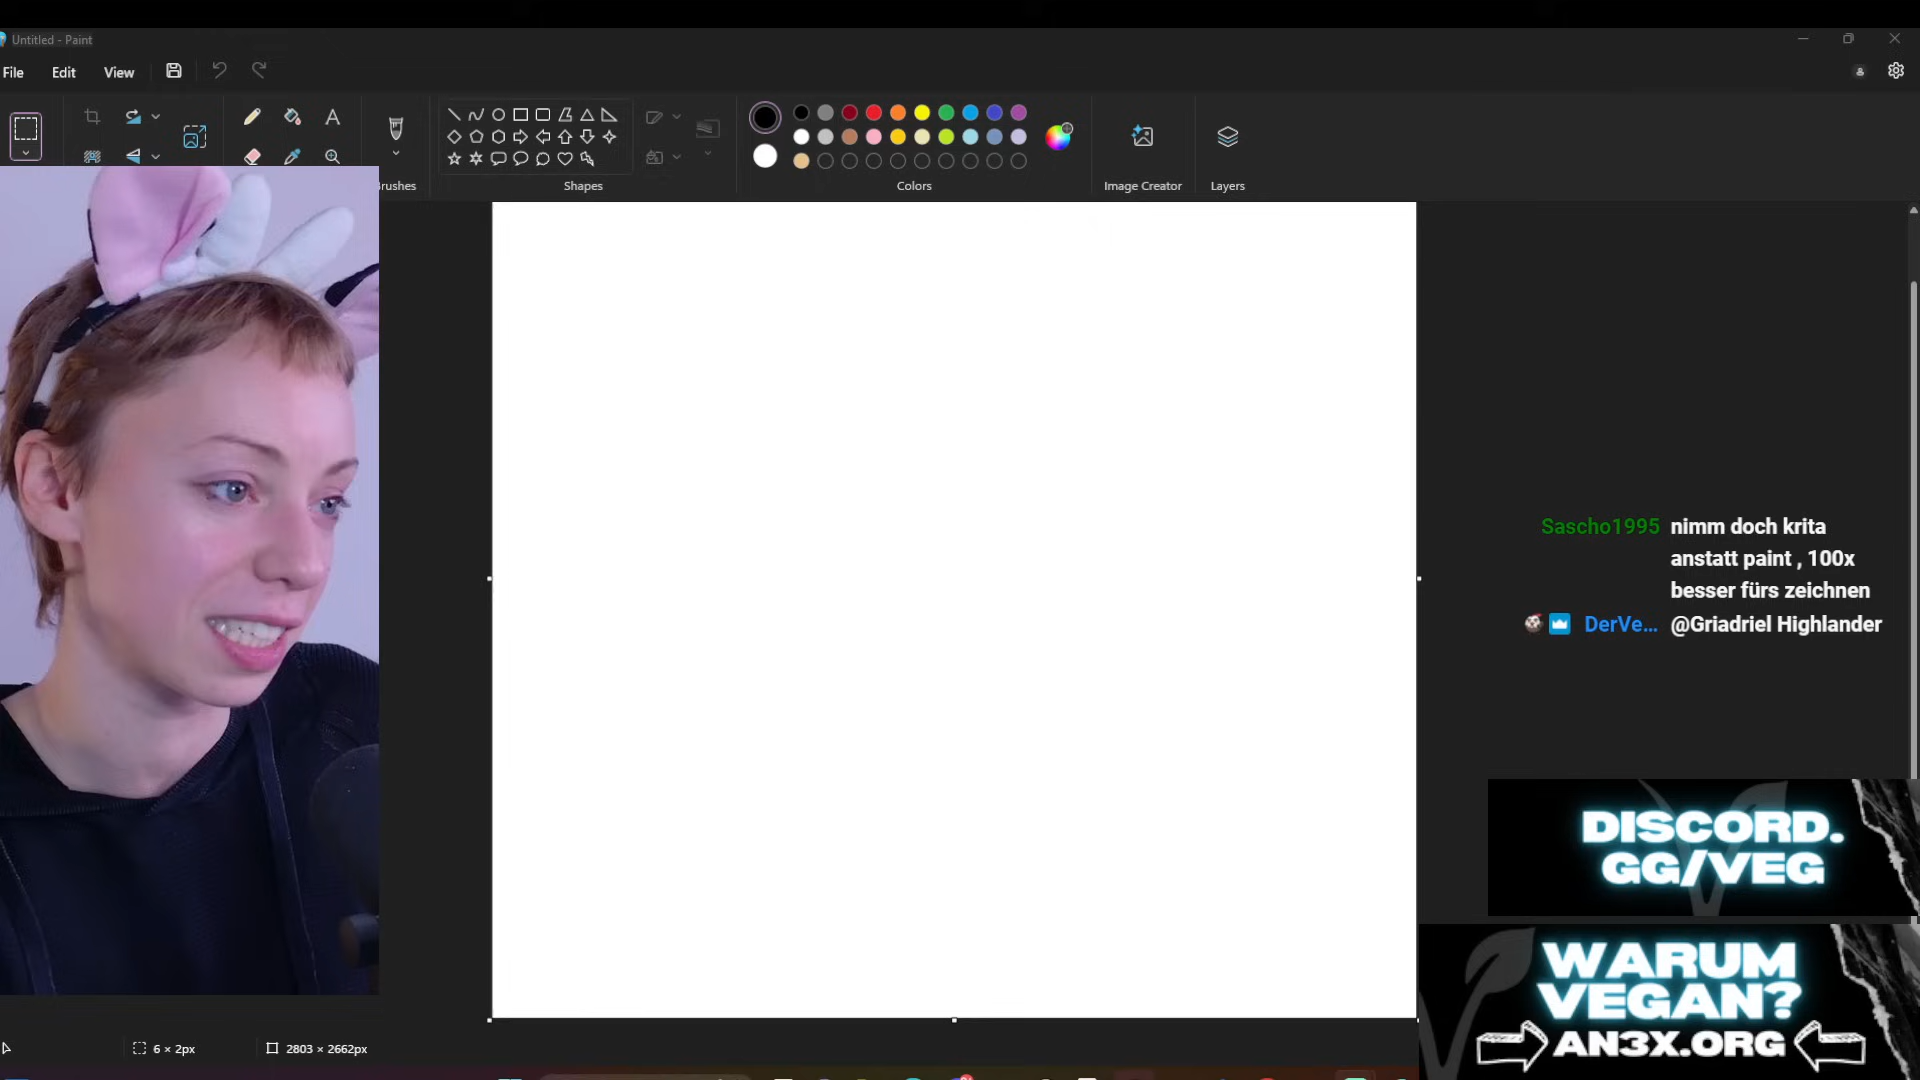 Untitled - Paint
File Edit View
Brushes
Shapes
Colors
Image Creator
Layers
Sascho1995 nimm doch krita
anstatt paint , 100x
besser fürs zeichnen
DerVe... @Griadriel Highlander
DISCORD.
GG/VEG
WARUM
VEGAN?
AN3X.ORG
6 × 2px
2803 × 2662px